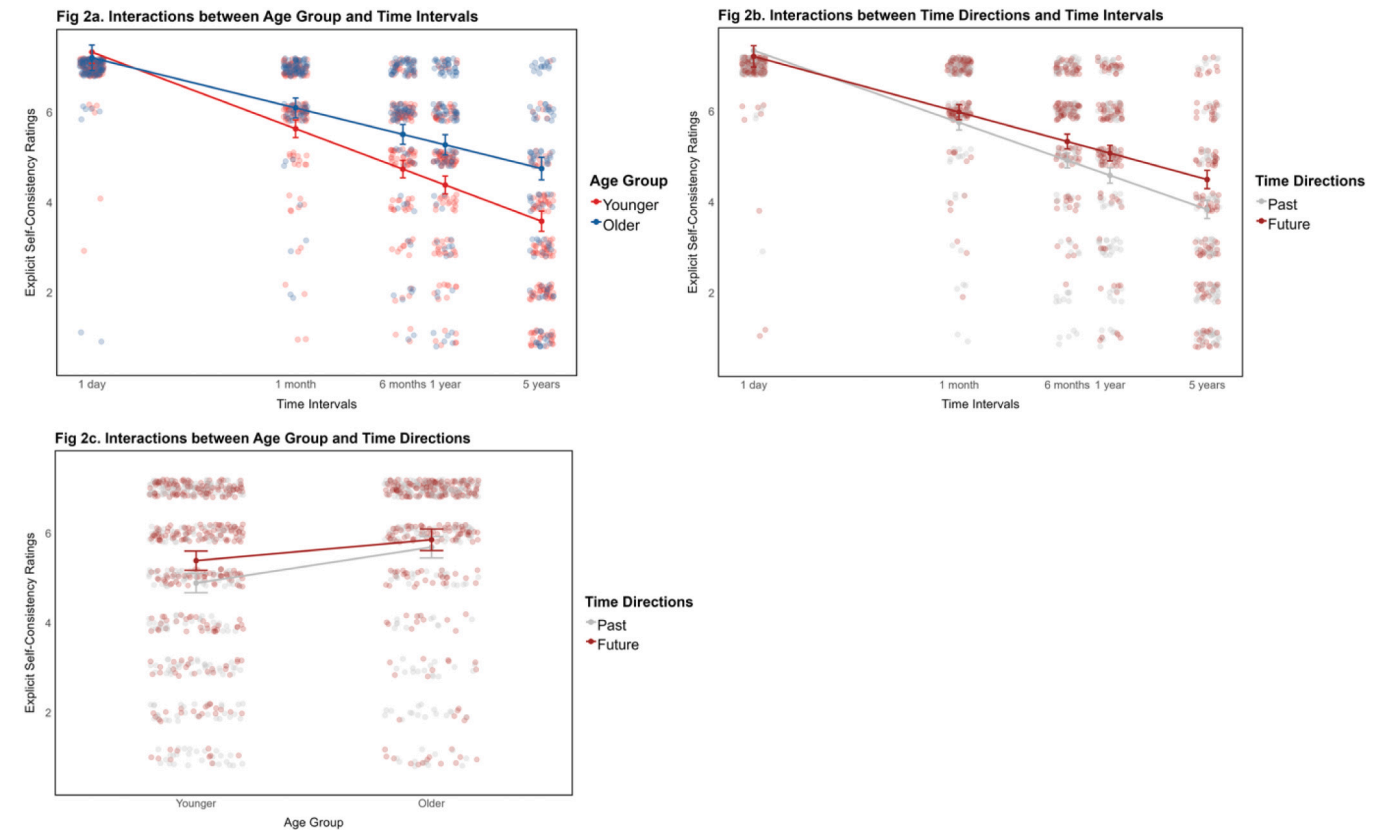 Fig 2a. Interactions between Age Group and Time Intervals
Explicit Self-Consistency Ratings
6
4
2
1 day
1 month
6 months
1 year
5 years
Time Intervals
Age Group
Younger
Older
Fig 2b. Interactions between Time Directions and Time Intervals
Explicit Self-Consistency Ratings
6
4
2
1 day
1 month
6 months
1 year
5 years
Time Intervals
Time Directions
Past
Future
Fig 2c. Interactions between Age Group and Time Directions
Explicit Self-Consistency Ratings
6
4
2
Younger
Older
Age Group
Time Directions
Past
Future